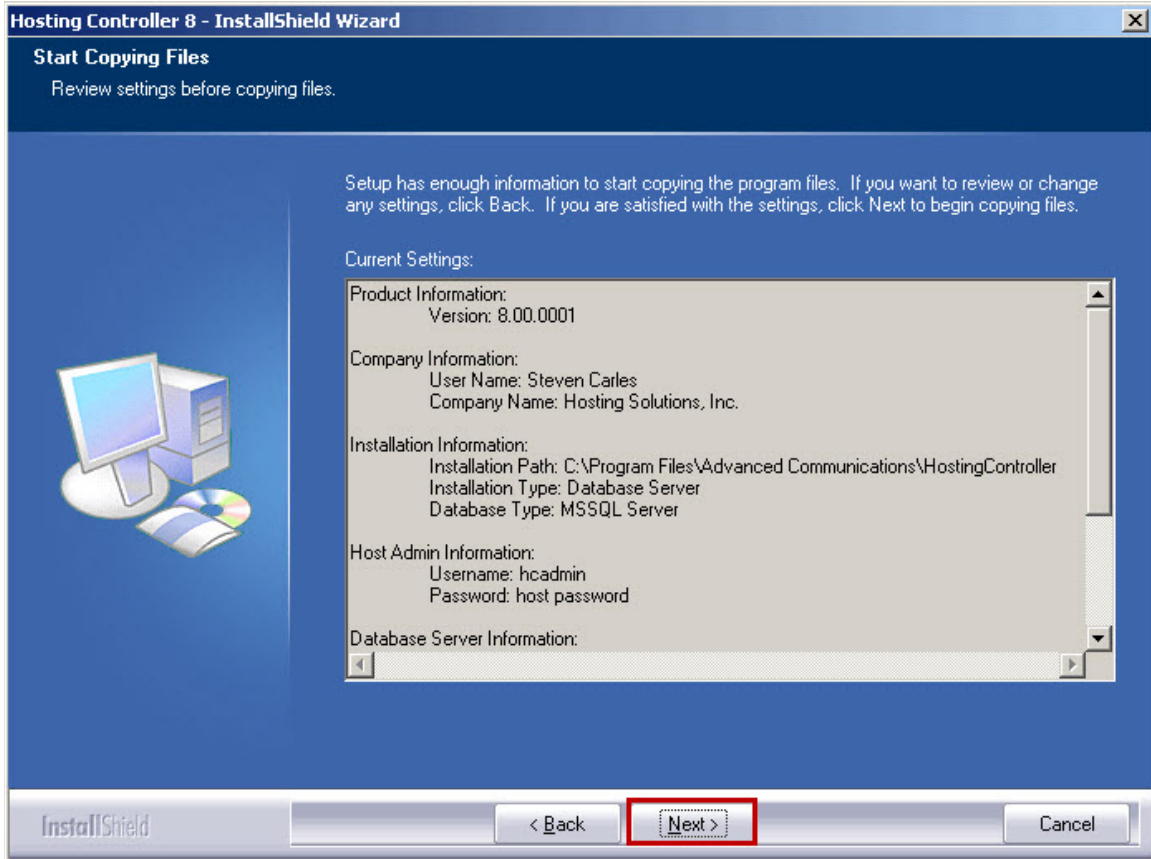 Hosting Controller 8 - InstallShield Wizard
Start Copying Files
Review settings before copying files.
Setup has enough information to start copying the program files. If you want to review or change
any settings, click Back. If you are satisfied with the settings, click Next to begin copying files.
Current Settings:
Product Information:
Version: 8.00.0001
Company Information:
User Name: Steven Carles
Company Name: Hosting Solutions, Inc.
Installation Information:
Installation Path: C:\Program Files\Advanced Communications\HostingController
Installation Type: Database Server
Database Type: MSSQL Server
Host Admin Information:
Username: hcadmin
Password: host password
Database Server Information:
InstallShield
< Back
Next >
Cancel